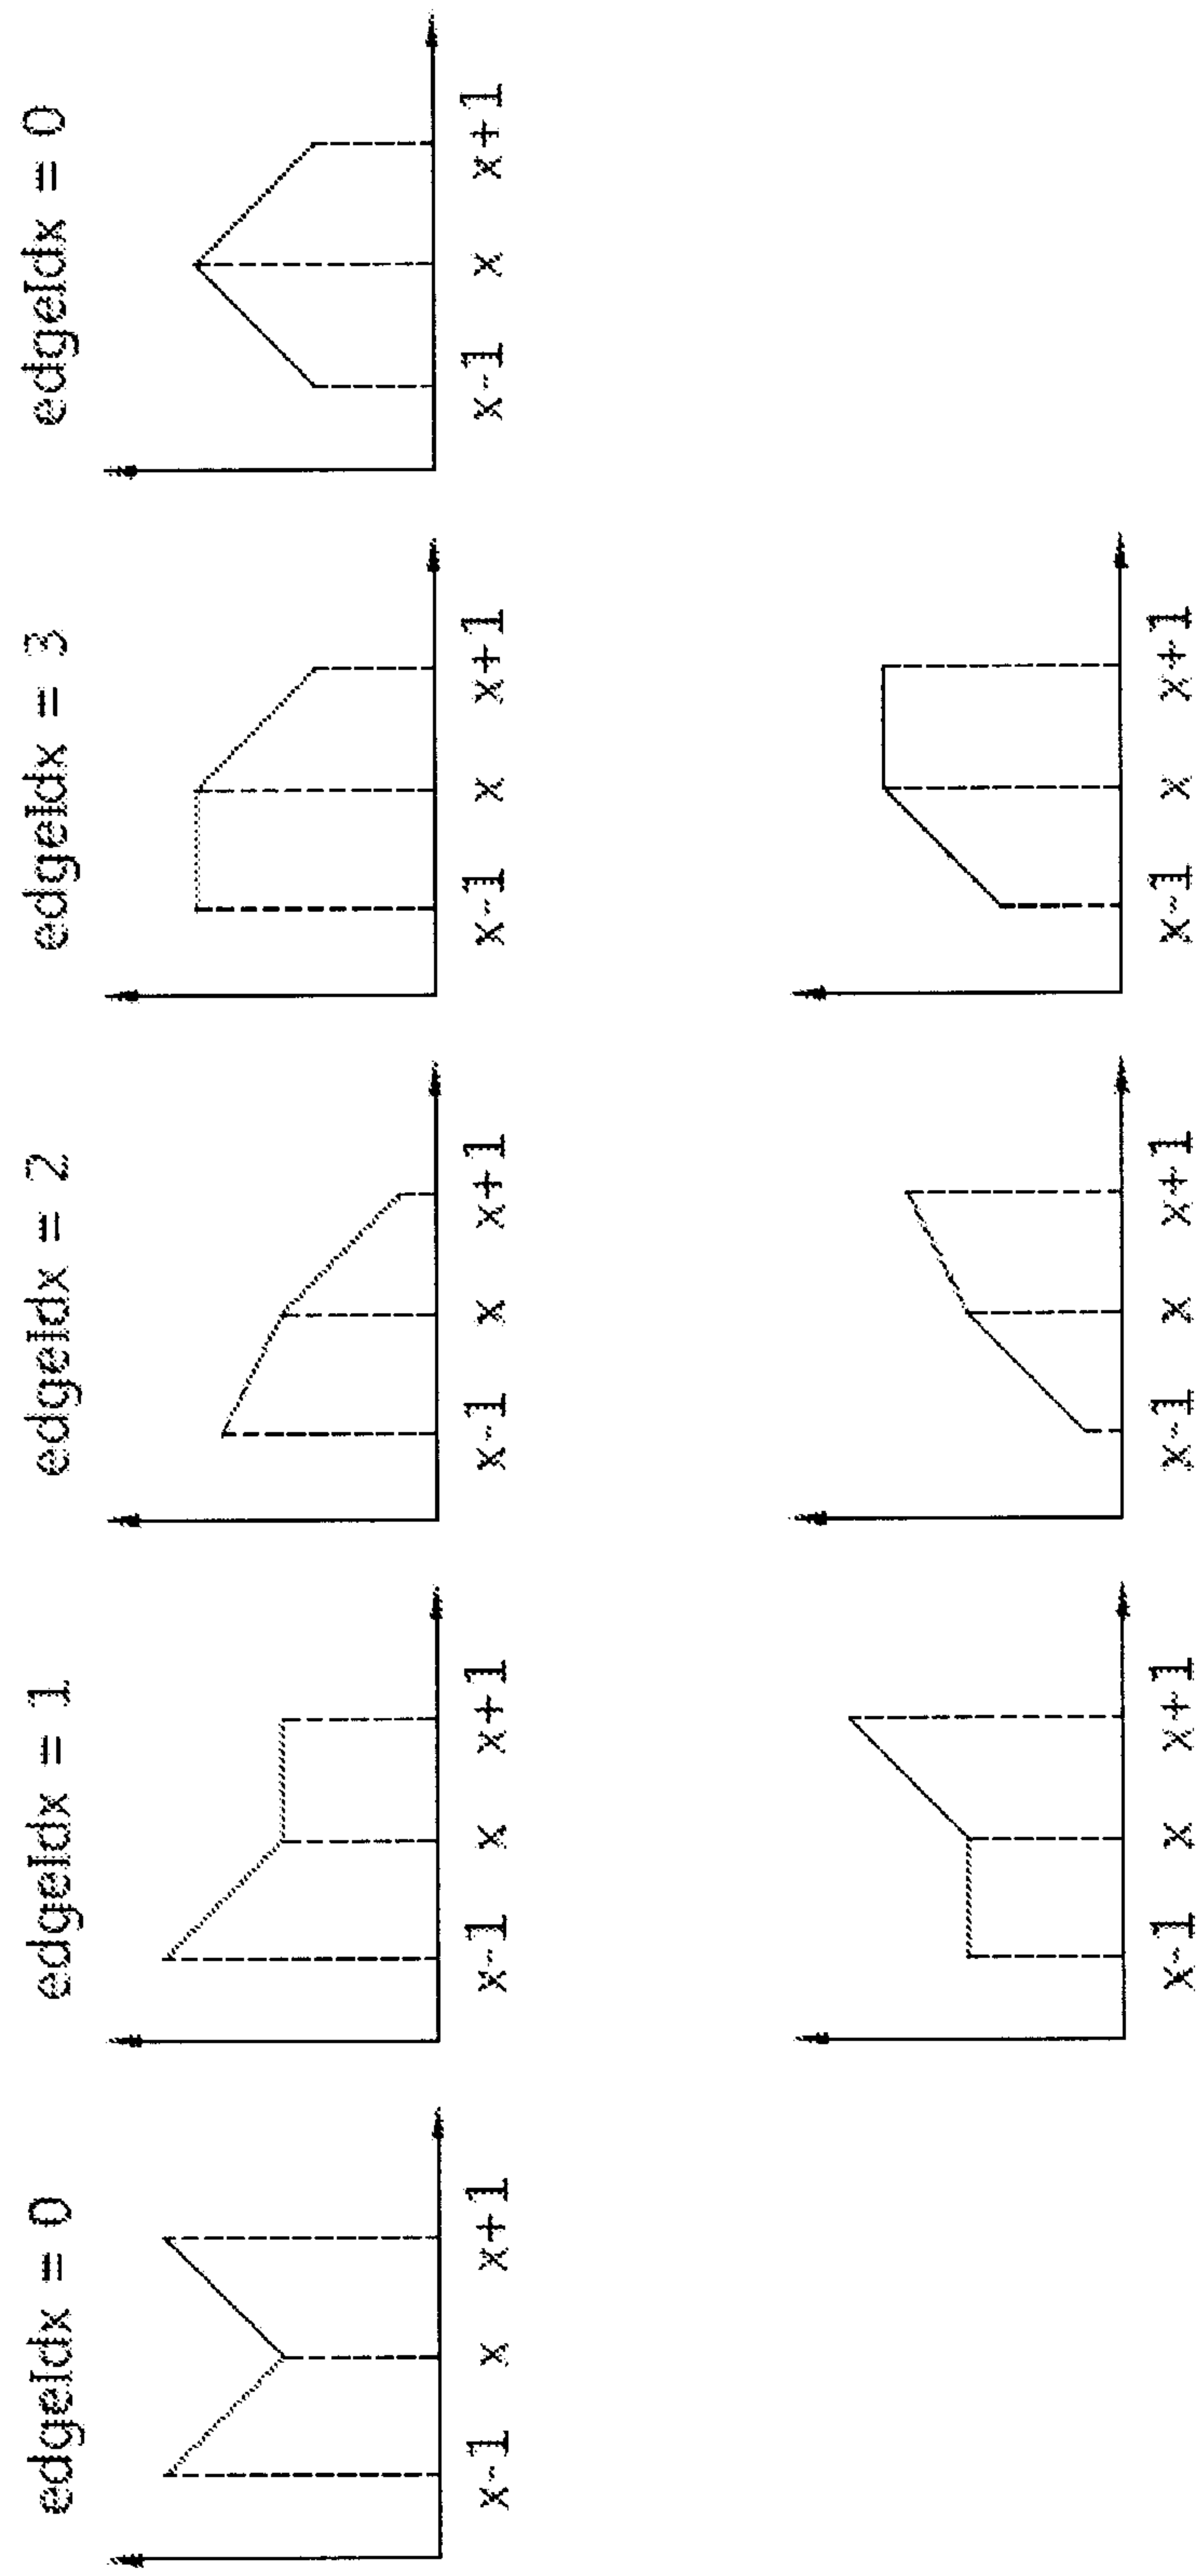 edgeIdx = 0
x-1 x x+1
edgeIdx = 1
x-1 x x+1
x-1 x x+1
edgeIdx = 2
x-1 x x+1
x-1 x x+1
edgeIdx = 3
x-1 x x+1
x-1 x x+1
edgeIdx = 0
x-1 x x+1